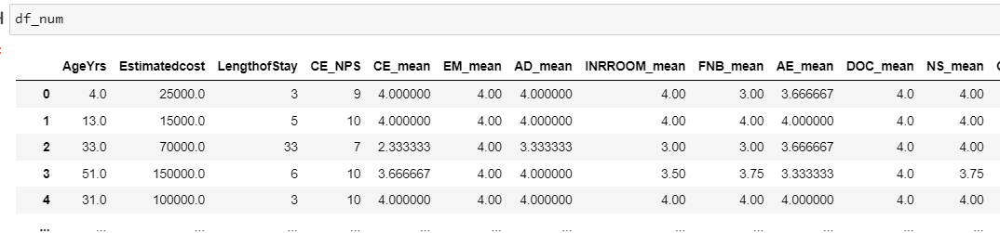 df_num
AgeYrs Estimatedcost LengthofStay CE_NPS CE_mean EM_mean AD_mean INRROOM_mean FNB_mean AE_mean DOC_mean NS_mean
0 4.0 25000.0 3 9 4.000000 4.00 4.000000 4.00 3.00 3.666667 4.0 4.00
1 13.0 15000.0 5 10 4.000000 4.00 4.000000 4.00 4.00 4.000000 4.0 4.00
2 33.0 70000.0 33 7 2.333333 4.00 3.333333 3.00 3.00 3.666667 4.0 4.00
3 51.0 150000.0 6 10 3.666667 4.00 4.000000 3.50 3.75 3.333333 4.0 3.75
4 31.0 100000.0 3 10 4.000000 4.00 4.000000 4.00 4.00 4.000000 4.0 4.00
... ... ... ... ... ... ... ... ... ... ... ... ...